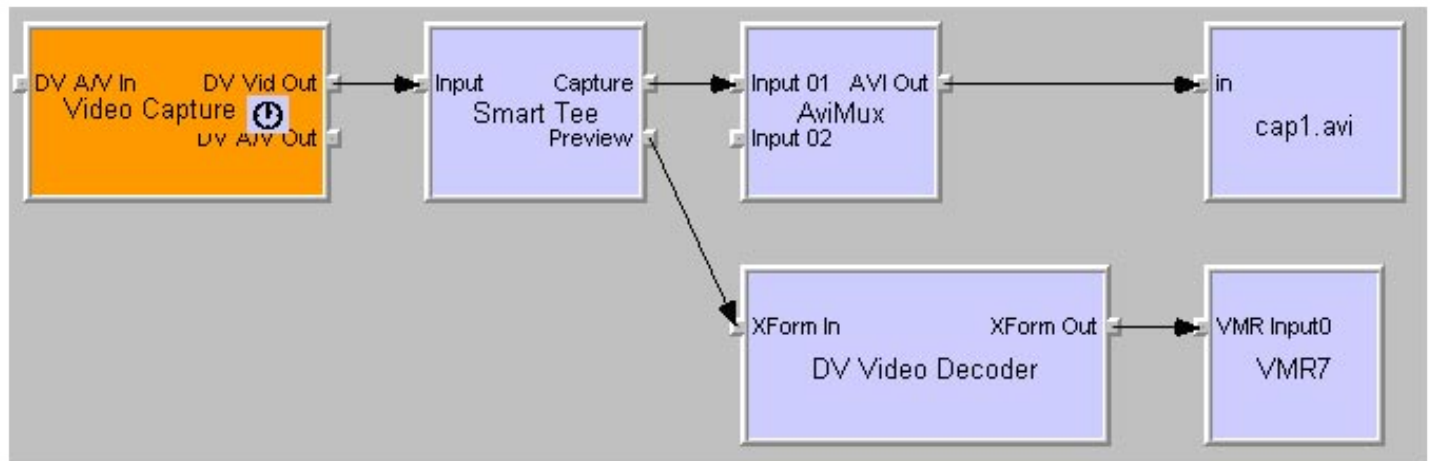 DV A/V In DV Vid Out
Video Capture
DV A/V Out
Input Capture
Smart Tee
Preview
Input 01 AVI Out
AviMux
Input 02
in
cap1.avi
XForm In XForm Out
DV Video Decoder
VMR Input0
VMR7